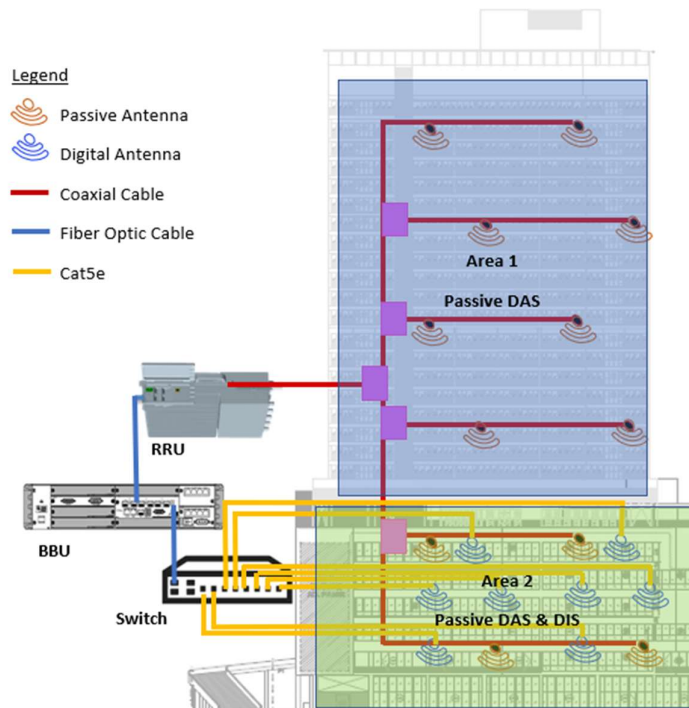 Legend
Passive Antenna
Digital Antenna
Coaxial Cable
Fiber Optic Cable
Cat5e
Area 1
Passive DAS
RRU
BBU
Switch
Area 2
Passive DAS & DIS